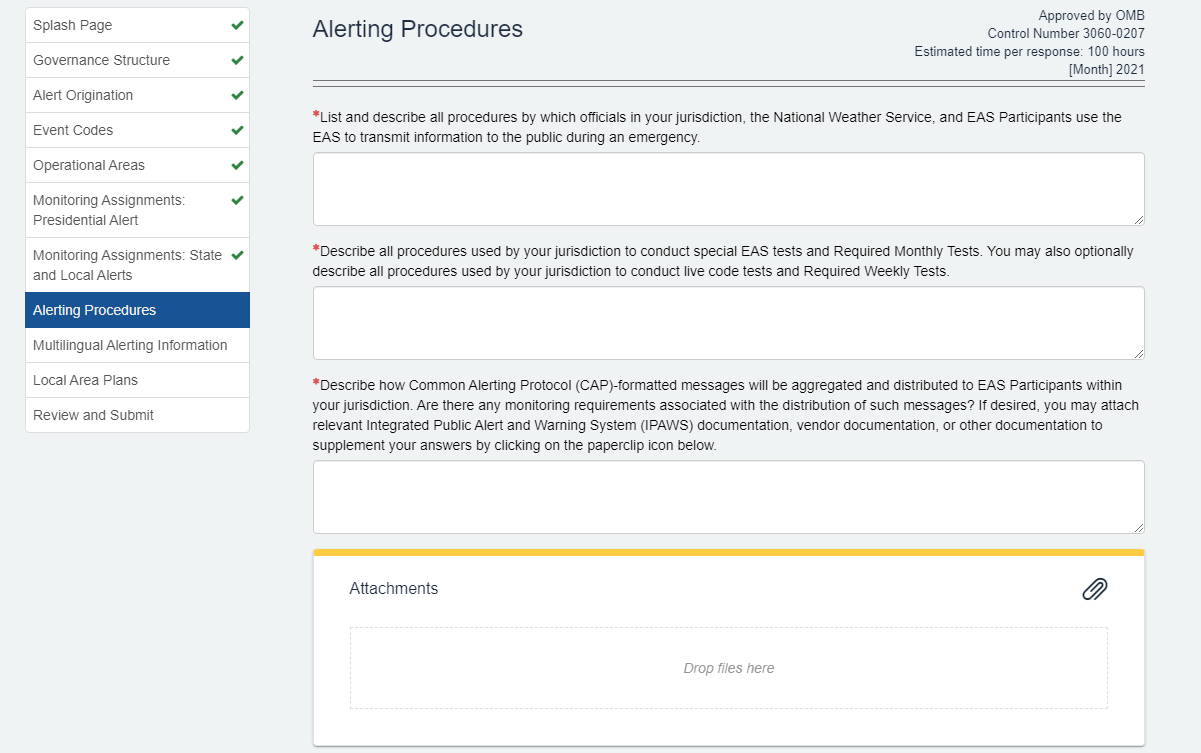 Splash Page
Governance Structure
Alert Origination
Event Codes
Operational Areas
Monitoring Assignments:
Presidential Alert
Monitoring Assignments: State
and Local Alerts
Alerting Procedures
Multilingual Alerting Information
Local Area Plans
Review and Submit
Alerting Procedures
Approved by OMB
Control Number 3060-0207
Estimated time per response: 100 hours
[Month] 2021
*List and describe all procedures by which officials in your jurisdiction, the National Weather Service, and EAS Participants use the
EAS to transmit information to the public during an emergency.
*Describe all procedures used by your jurisdiction to conduct special EAS tests and Required Monthly Tests. You may also optionally
describe all procedures used by your jurisdiction to conduct live code tests and Required Weekly Tests.
*Describe how Common Alerting Protocol (CAP)-formatted messages will be aggregated and distributed to EAS Participants within
your jurisdiction. Are there any monitoring requirements associated with the distribution of such messages? If desired, you may attach
relevant Integrated Public Alert and Warning System (IPAWS) documentation, vendor documentation, or other documentation to
supplement your answers by clicking on the paperclip icon below.
Attachments
Drop files here